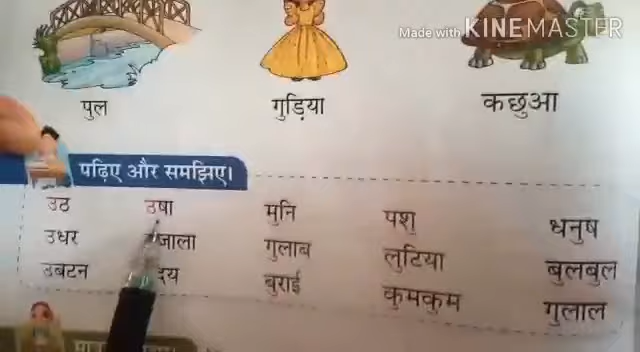 Made with KINEMASTER
पुल गुड़िया कछुआ
पढ़िए और समझिए।
उठ उषा मुनि पशु धनुष
उधर गुलाब लुटिया बुलबुल
उबटन बुराई कुमकुम गुलाल